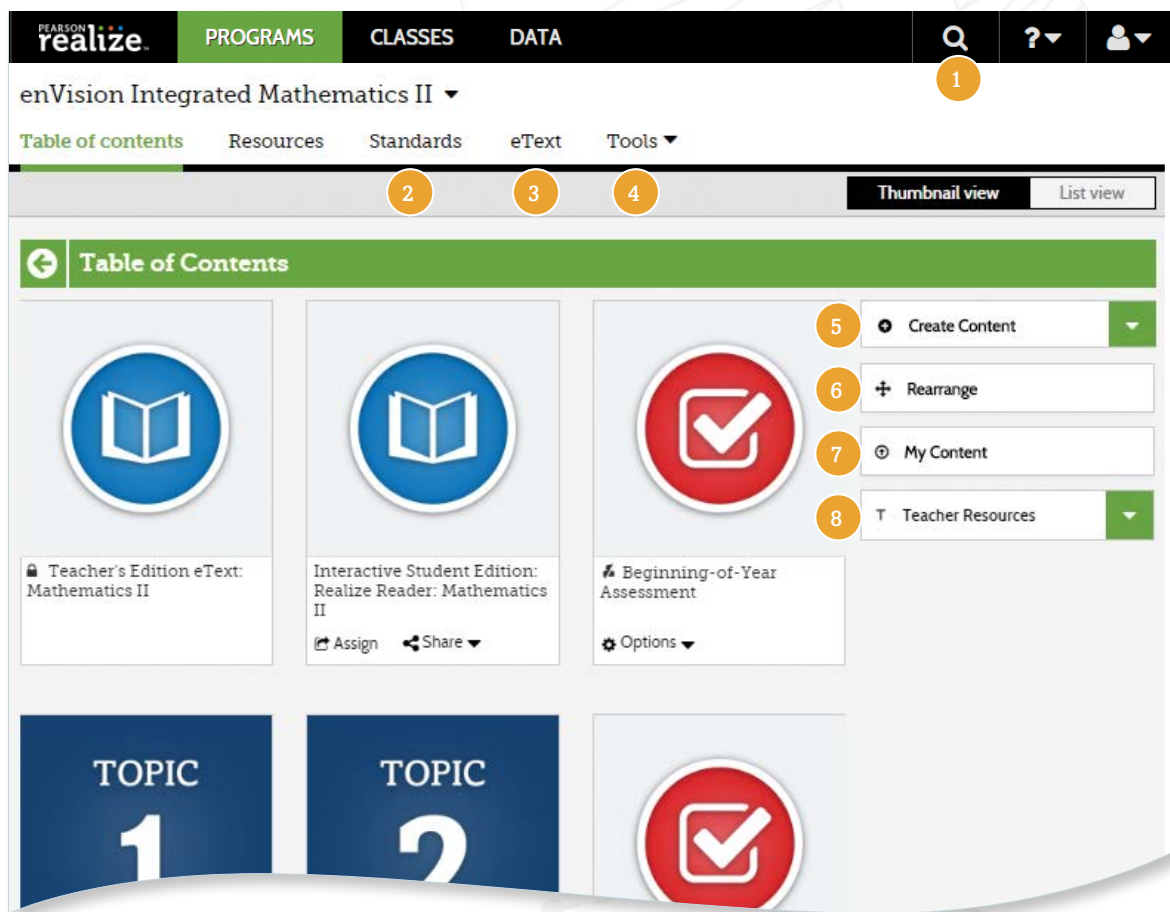 PEARSON
realize™ PROGRAMS CLASSES DATA ?
1
enVision Integrated Mathematics II
Table of contents Resources Standards eText Tools
2 3 4
Thumbnail view List view
Table of Contents
5 Create Content
6 Rearrange
7 My Content
8 T Teacher Resources
Teacher's Edition eText:
Mathematics II
Interactive Student Edition:
Realize Reader: Mathematics
II
Assign Share
Beginning-of-Year
Assessment
Options
TOPIC
1
TOPIC
2